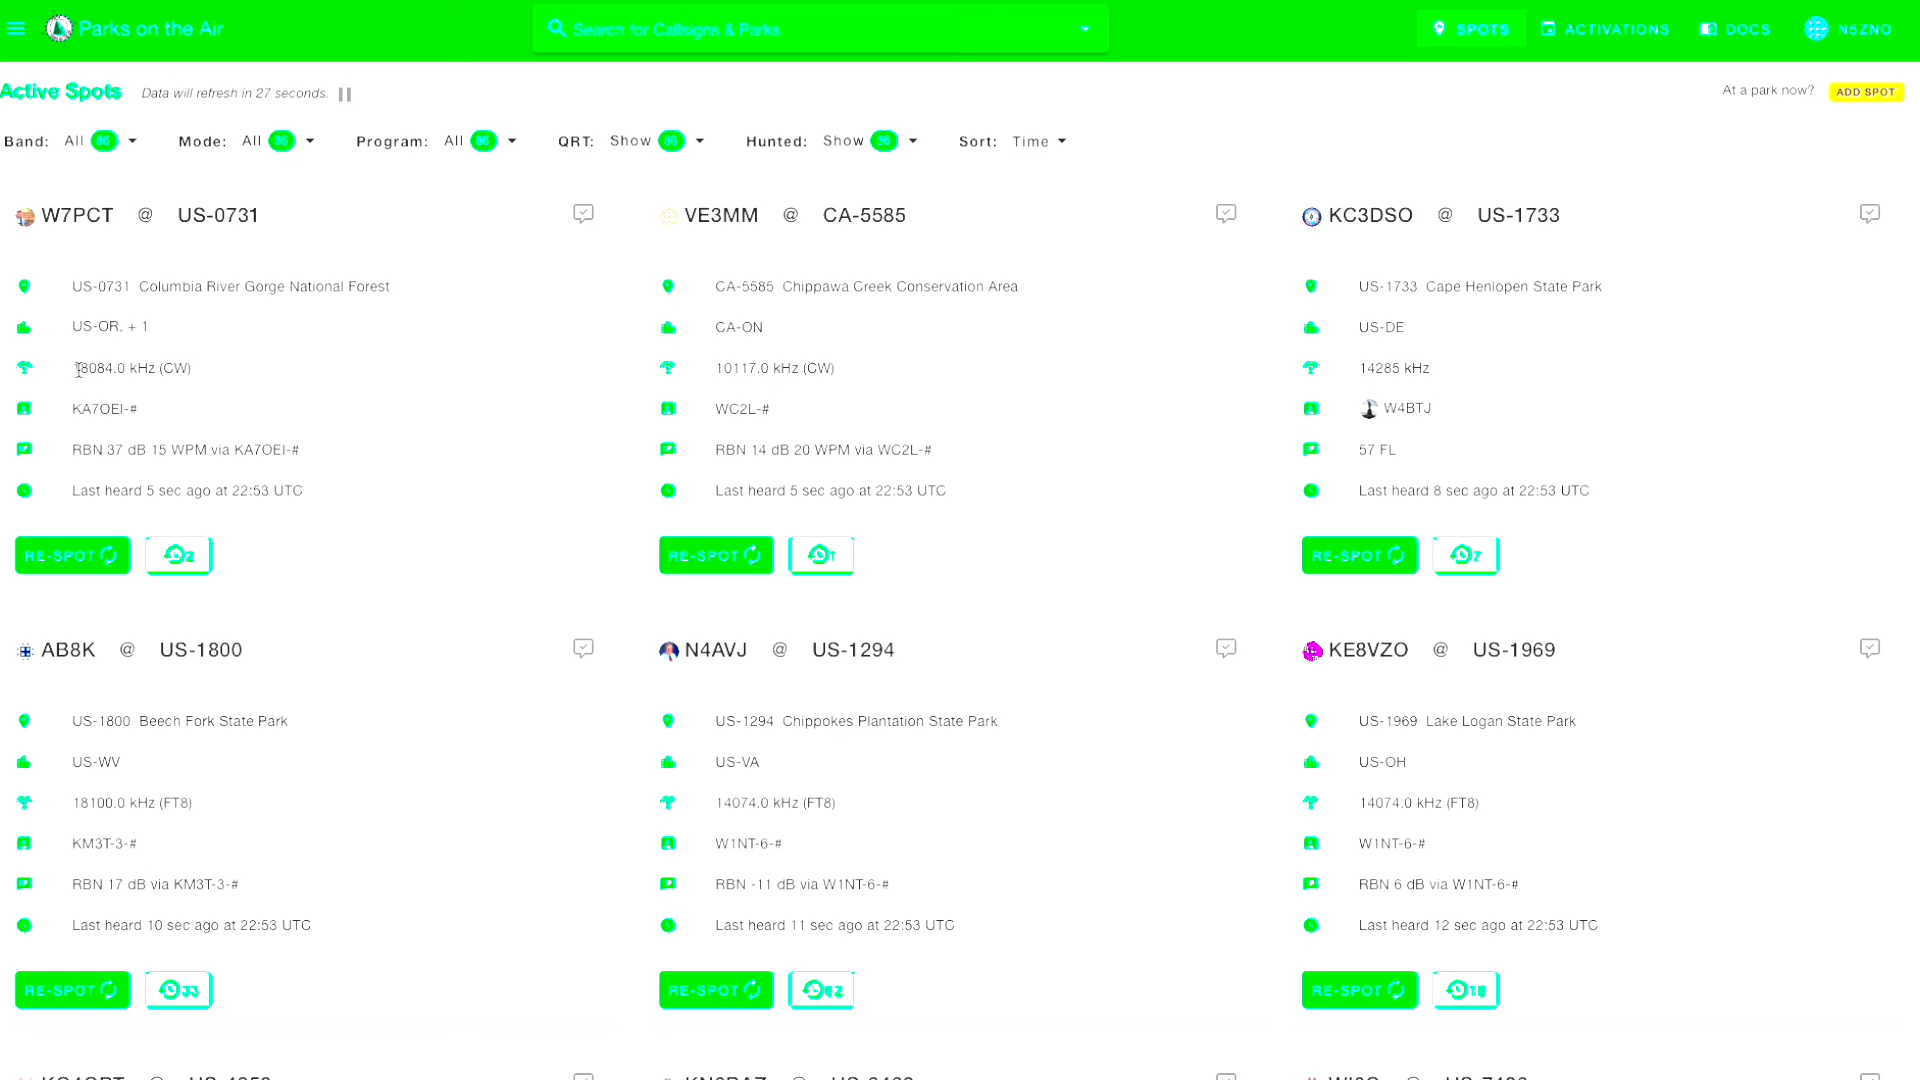 Parks on the Air
Search for Callsigns & Parks
SPOTS
ACTIVATIONS
DOCS
N5ZNO
Active Spots
Data will refresh in 27 seconds.
At a park now?
ADD SPOT
Band: All
Mode: All
Program: All
QRT: Show
Hunted: Show
Sort: Time
W7PCT @ US-0731
US-0731 Columbia River Gorge National Forest
US-OR, + 1
18084.0 kHz (CW)
KA7OEI-#
RBN 37 dB 15 WPM via KA7OEI-#
Last heard 5 sec ago at 22:53 UTC
RE-SPOT
2
VE3MM @ CA-5585
CA-5585 Chippawa Creek Conservation Area
CA-ON
10117.0 kHz (CW)
WC2L-#
RBN 14 dB 20 WPM via WC2L-#
Last heard 5 sec ago at 22:53 UTC
RE-SPOT
1
KC3DSO @ US-1733
US-1733 Cape Henlopen State Park
US-DE
14285 kHz
W4BTJ
57 FL
Last heard 8 sec ago at 22:53 UTC
RE-SPOT
7
AB8K @ US-1800
US-1800 Beech Fork State Park
US-WV
18100.0 kHz (FT8)
KM3T-3-#
RBN 17 dB via KM3T-3-#
Last heard 10 sec ago at 22:53 UTC
RE-SPOT
33
N4AVJ @ US-1294
US-1294 Chippokes Plantation State Park
US-VA
14074.0 kHz (FT8)
W1NT-6-#
RBN -11 dB via W1NT-6-#
Last heard 11 sec ago at 22:53 UTC
RE-SPOT
KE8VZO @ US-1969
US-1969 Lake Logan State Park
US-OH
14074.0 kHz (FT8)
W1NT-6-#
RBN 6 dB via W1NT-6-#
Last heard 12 sec ago at 22:53 UTC
RE-SPOT